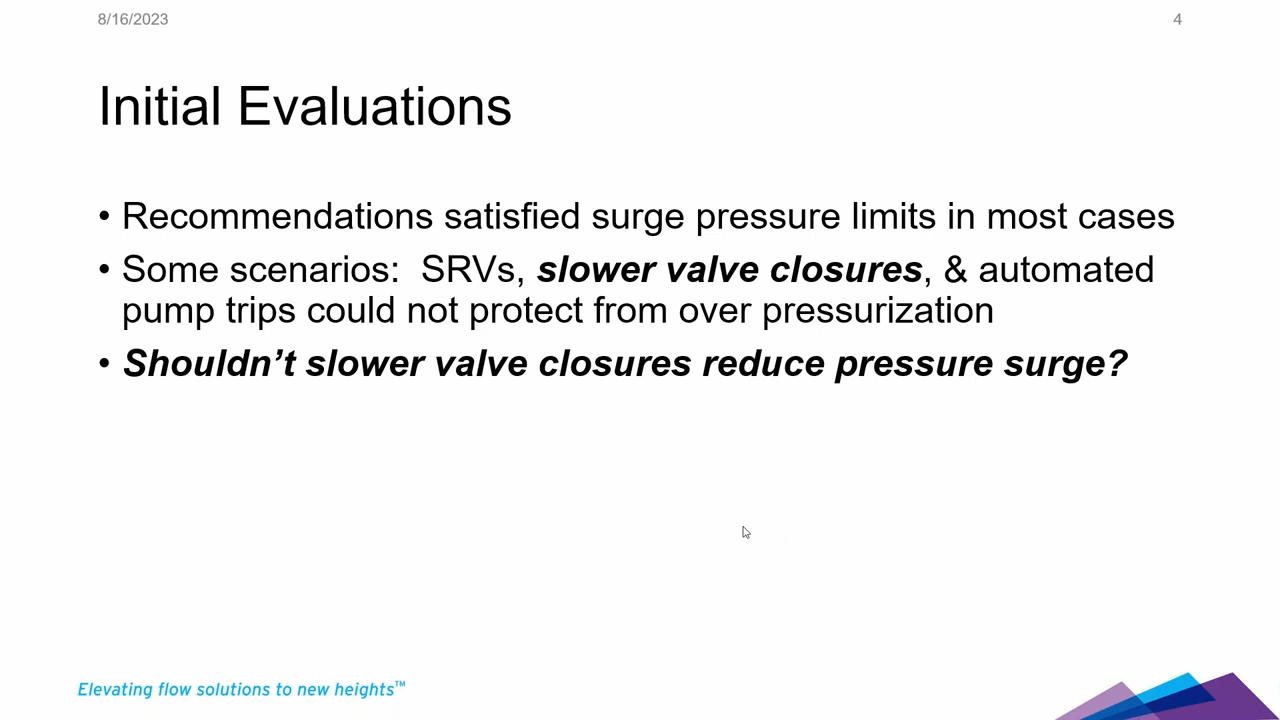 8/16/2023
4
Initial Evaluations
• Recommendations satisfied surge pressure limits in most cases
• Some scenarios:  SRVs, slower valve closures, & automated
pump trips could not protect from over pressurization
• Shouldn’t slower valve closures reduce pressure surge?
Elevating flow solutions to new heights™